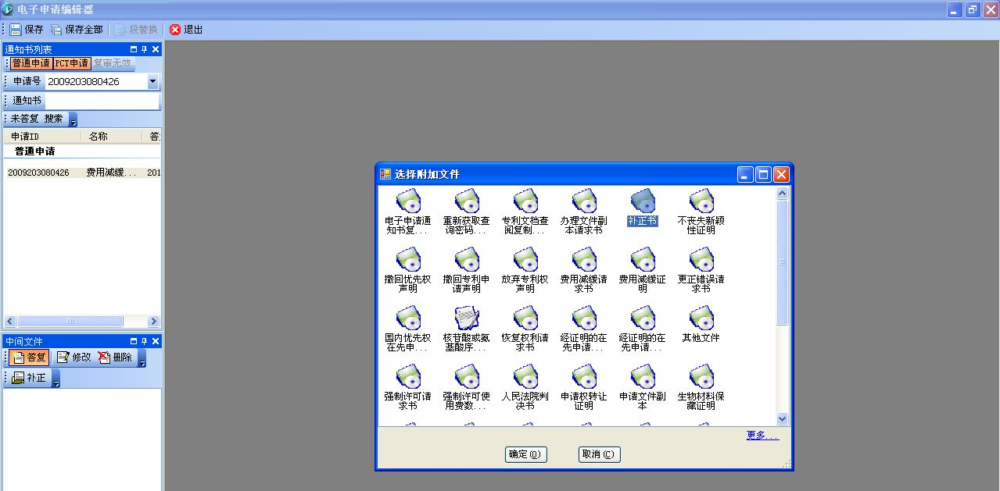 电子申请编辑器
保存 保存全部 段替换 退出
通知书列表
普通申请 PCT申请 复审无效
申请号 2009203080426
通知书
未答复 搜索
申请ID 名称 答
普通申请
2009203080426 费用减缓... 201
中间文件
答复 修改 删除
补正
选择附加文件
电子申请通
知书复...
重新获取查
询密码...
专利文档查
阅复制...
办理文件副
本请求书
补正书
不丧失新颖
性证明
撤回优先权
声明
撤回专利申
请声明
放弃专利权
声明
费用减缓请
求书
费用减缓证
明
更正错误请
求书
国内优先权
在先申...
核苷酸或氨
基酸序...
恢复权利请
求书
经证明的在
先申请...
经证明的在
先申请...
其他文件
强制许可请
求书
强制许可使
用费数...
人民法院判
决书
申请权转让
证明
申请文件副
本
生物材料保
藏证明
更多...
确定(O) 取消(C)